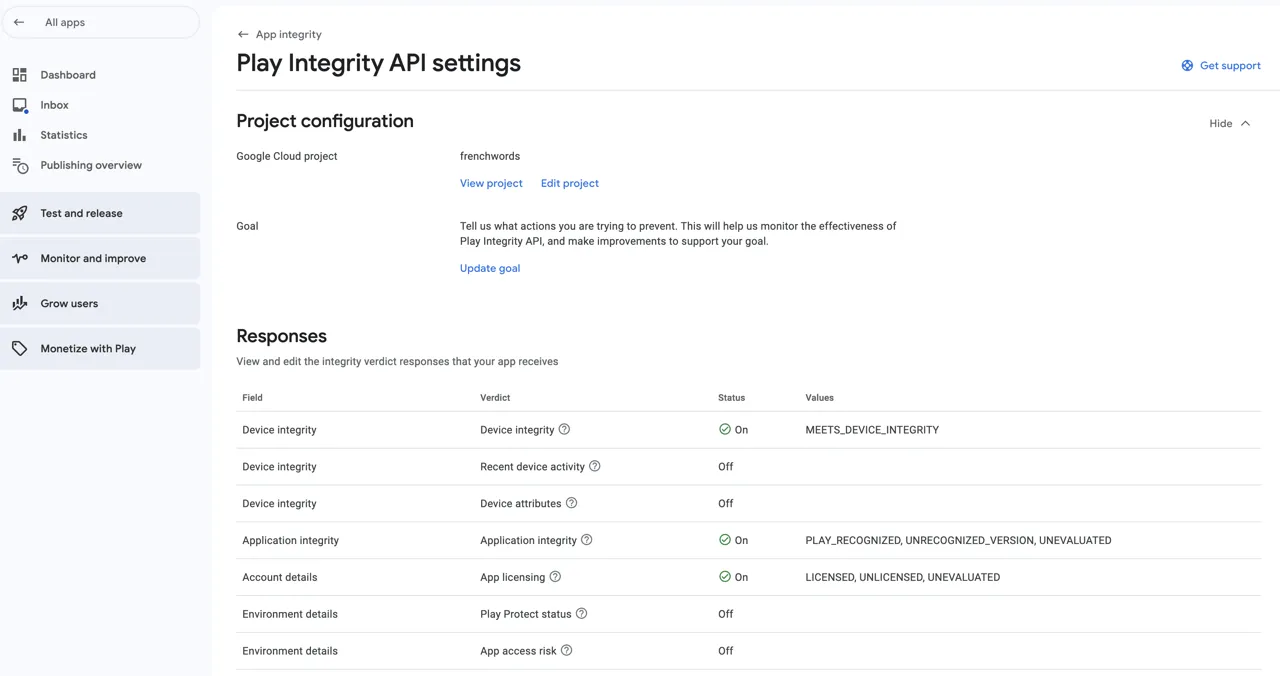 All apps
Dashboard
Inbox
Statistics
Publishing overview
Test and release
Monitor and improve
Grow users
Monetize with Play
App integrity
Play Integrity API settings
Get support
Project configuration
Hide
Google Cloud project
frenchwords
View project Edit project
Goal
Tell us what actions you are trying to prevent. This will help us monitor the effectiveness of
Play Integrity API, and make improvements to support your goal.
Update goal
Responses
View and edit the integrity verdict responses that your app receives
Field Verdict Status Values
Device integrity Device integrity On MEETS_DEVICE_INTEGRITY
Device integrity Recent device activity Off
Device integrity Device attributes Off
Application integrity Application integrity On PLAY_RECOGNIZED, UNRECOGNIZED_VERSION, UNEVALUATED
Account details App licensing On LICENSED, UNLICENSED, UNEVALUATED
Environment details Play Protect status Off
Environment details App access risk Off